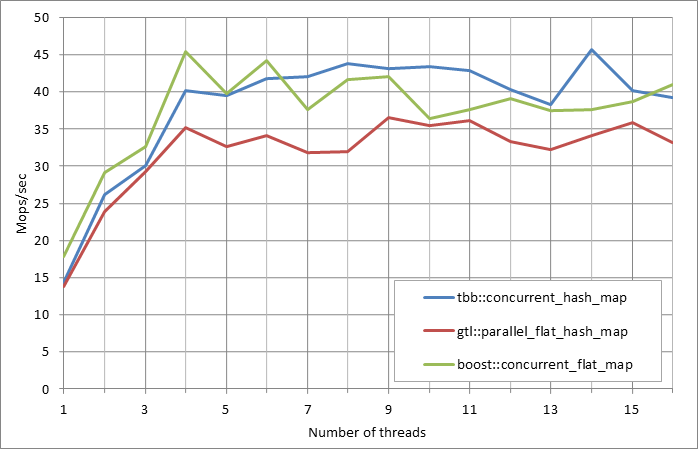 50
45
40
35
30
25
20
15
10
5
0
Mops/sec
tbb::concurrent_hash_map
gtl::parallel_flat_hash_map
boost::concurrent_flat_map
1 3 5 7 9 11 13 15
Number of threads